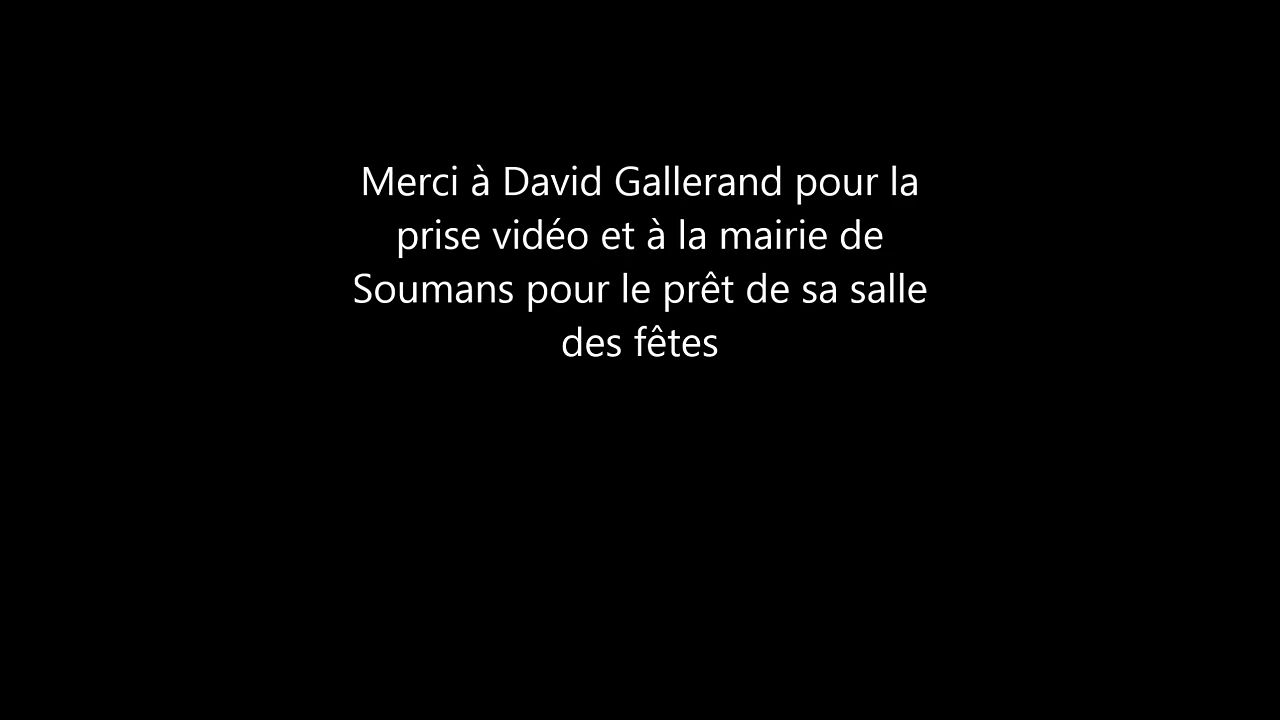 Merci à David Gallerand pour la
prise vidéo et à la mairie de
Soumans pour le prêt de sa salle
des fêtes